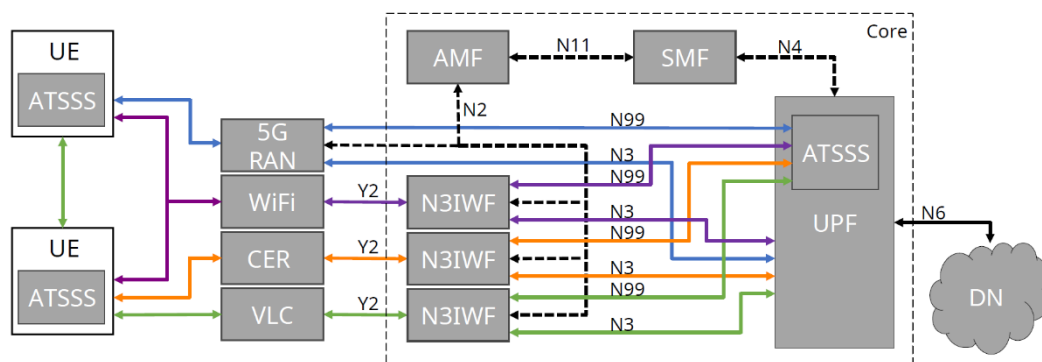 Core
UE
ATSSS
AMF
N11
SMF
N4
N2
5G
RAN
N99
N3
N99
ATSSS
WiFi
Y2
N3IWF
N3
UPF
N6
UE
ATSSS
CER
Y2
N3IWF
N99
N3
DN
VLC
Y2
N3IWF
N99
N3